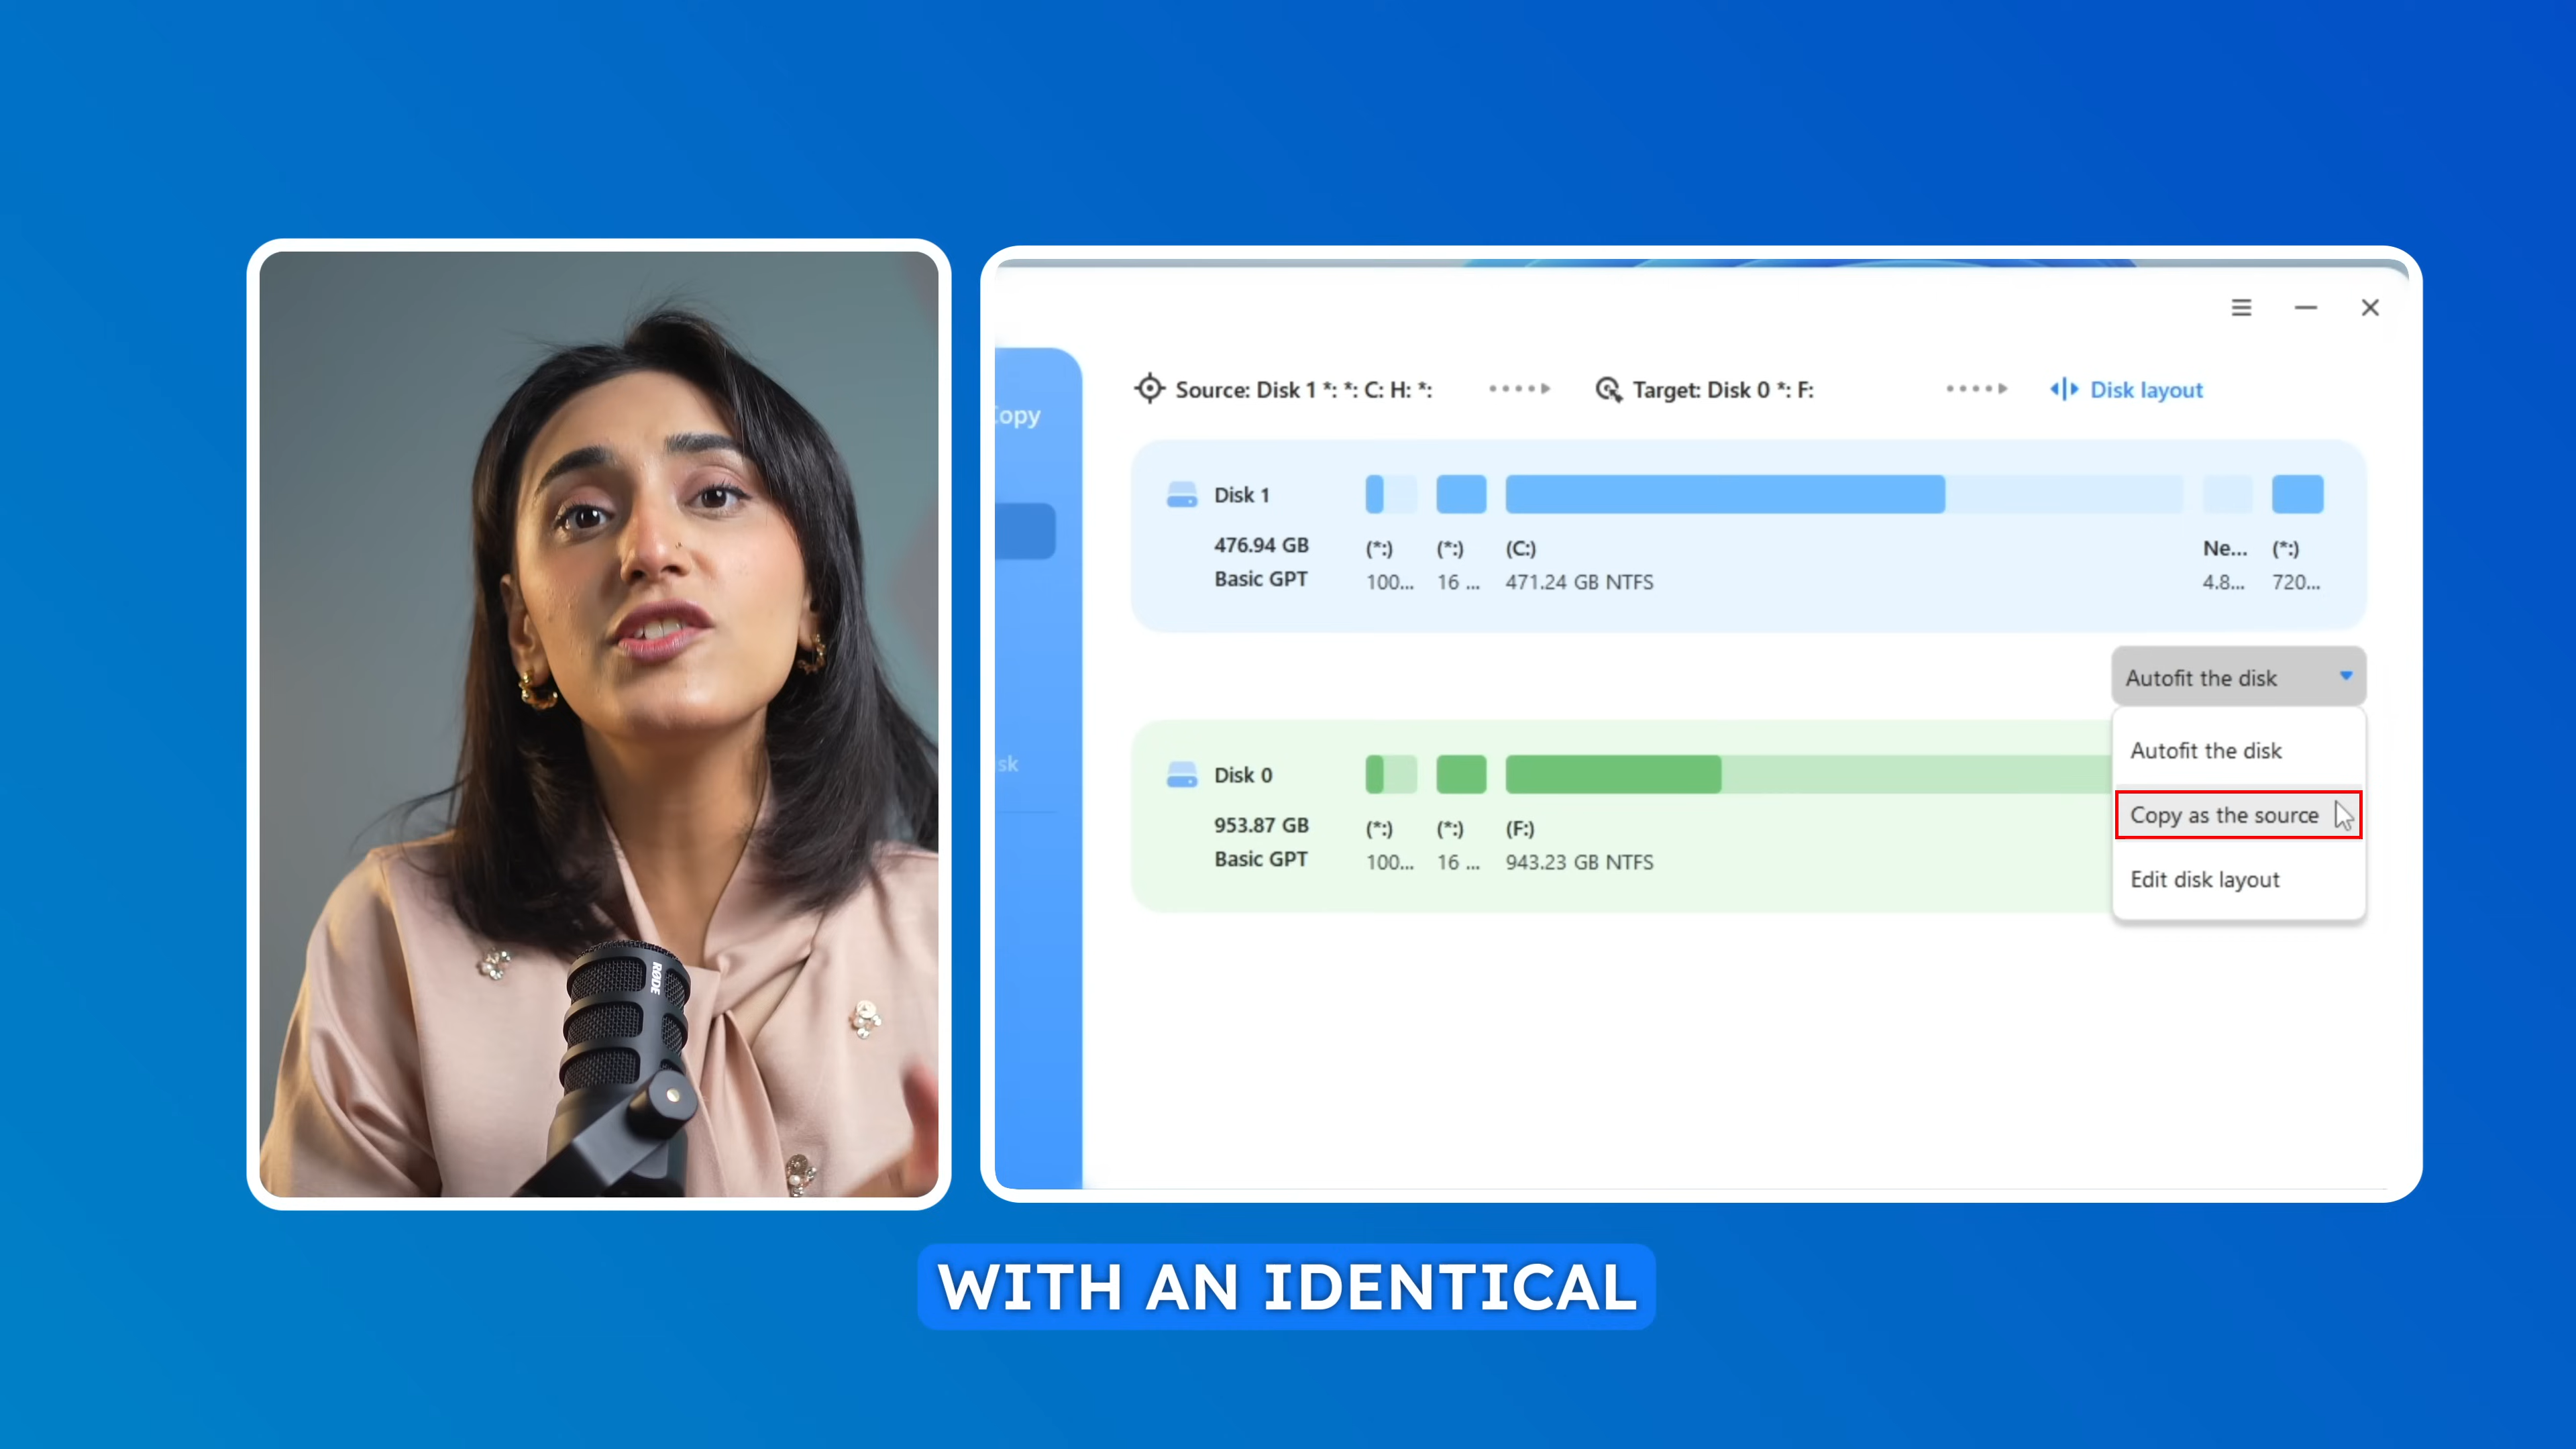 RØDE
Copy
sk
Source: Disk 1 *: *: C: H: *:
Target: Disk 0 *: F:
Disk layout
Disk 1
476.94 GB
Basic GPT
(*:)
100...
(*:)
16 ...
(C:)
471.24 GB NTFS
Ne...
4.8...
(*:)
720...
Autofit the disk
Autofit the disk
Copy as the source
Edit disk layout
Disk 0
953.87 GB
Basic GPT
(*:)
100...
(*:)
16 ...
(F:)
943.23 GB NTFS
WITH AN IDENTICAL